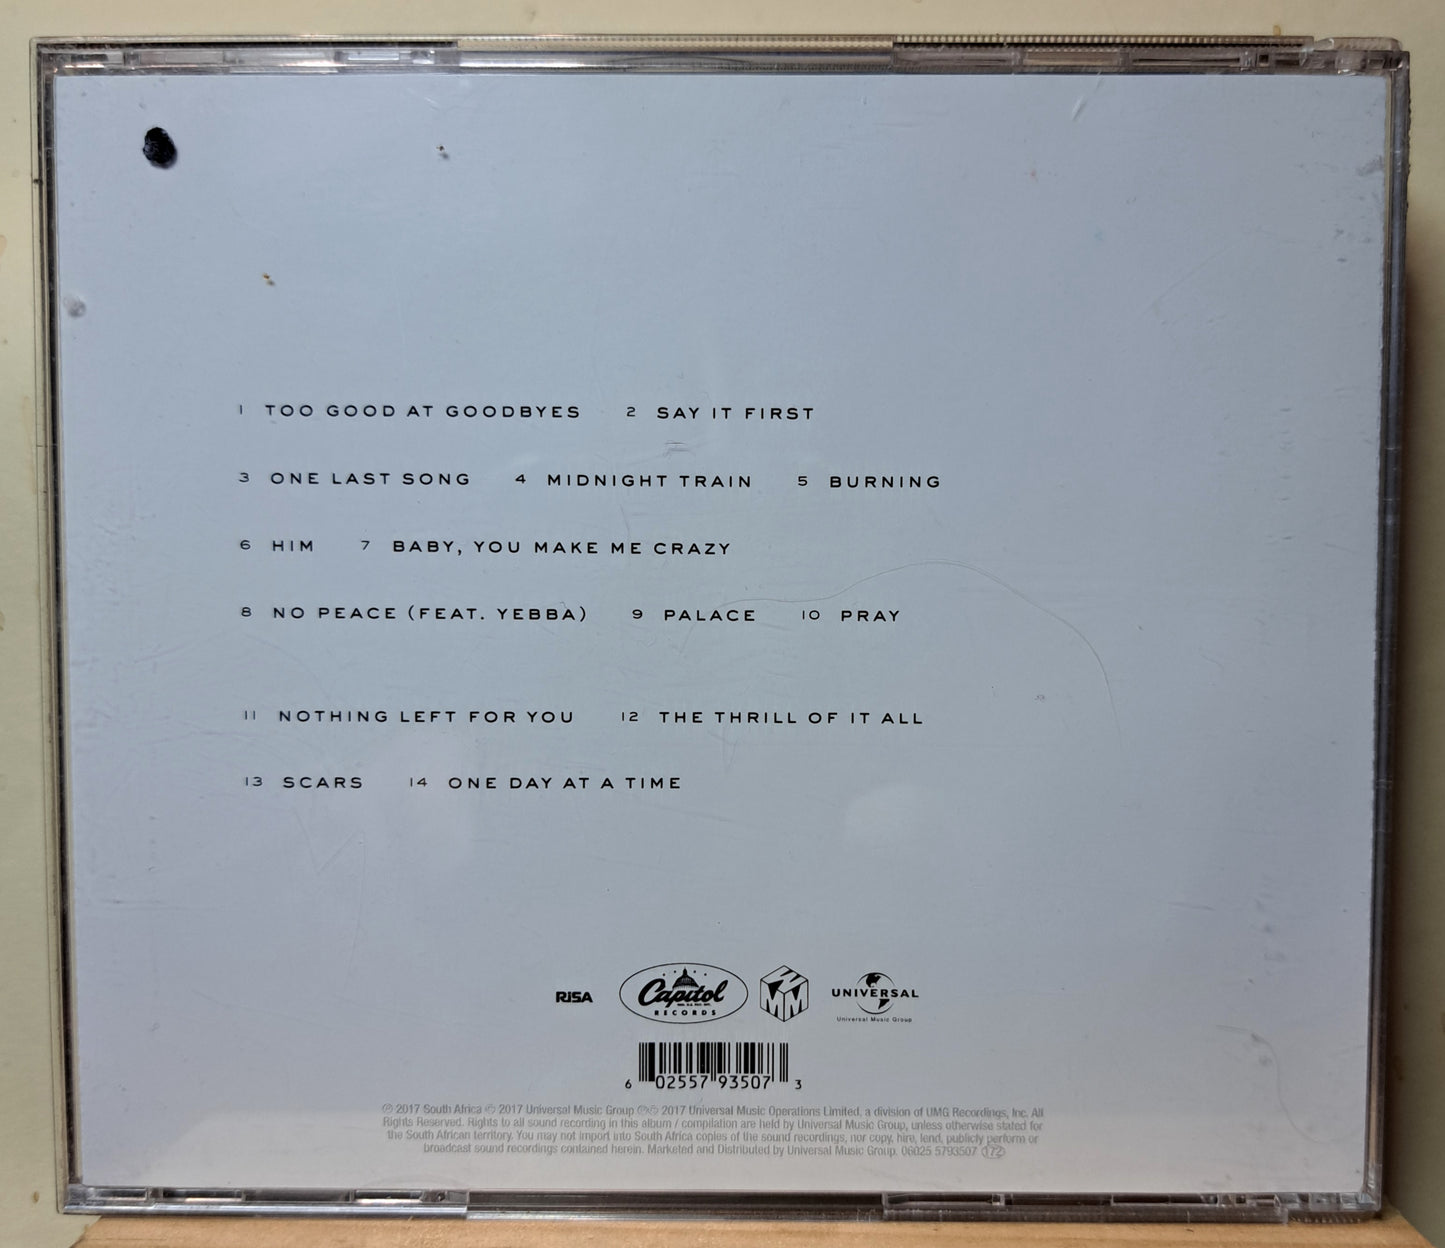 1 TOO GOOD AT GOODBYES 2 SAY IT FIRST
3 ONE LAST SONG 4 MIDNIGHT TRAIN 5 BURNING
6 HIM 7 BABY, YOU MAKE ME CRAZY
8 NO PEACE (FEAT. YEBBA) 9 PALACE 10 PRAY
11 NOTHING LEFT FOR YOU 12 THE THRILL OF IT ALL
13 SCARS 14 ONE DAY AT A TIME
RISA Capitol RECORDS UNIVERSAL
Universal Music Group
6 02557 93507 3
℗ 2017 South Africa © 2017 Universal Music Group ℗© 2017 Universal Music Operations Limited, a division of UMG Recordings, Inc. All
Rights Reserved. Rights to all sound recording in this album / compilation are held by Universal Music Group, unless otherwise stated for
the South African territory. You may not import into South Africa copies of the sound recordings, nor copy, hire, lend, publicly perform or
broadcast sound recordings contained herein. Marketed and Distributed by Universal Music Group. 06025 5793507 172